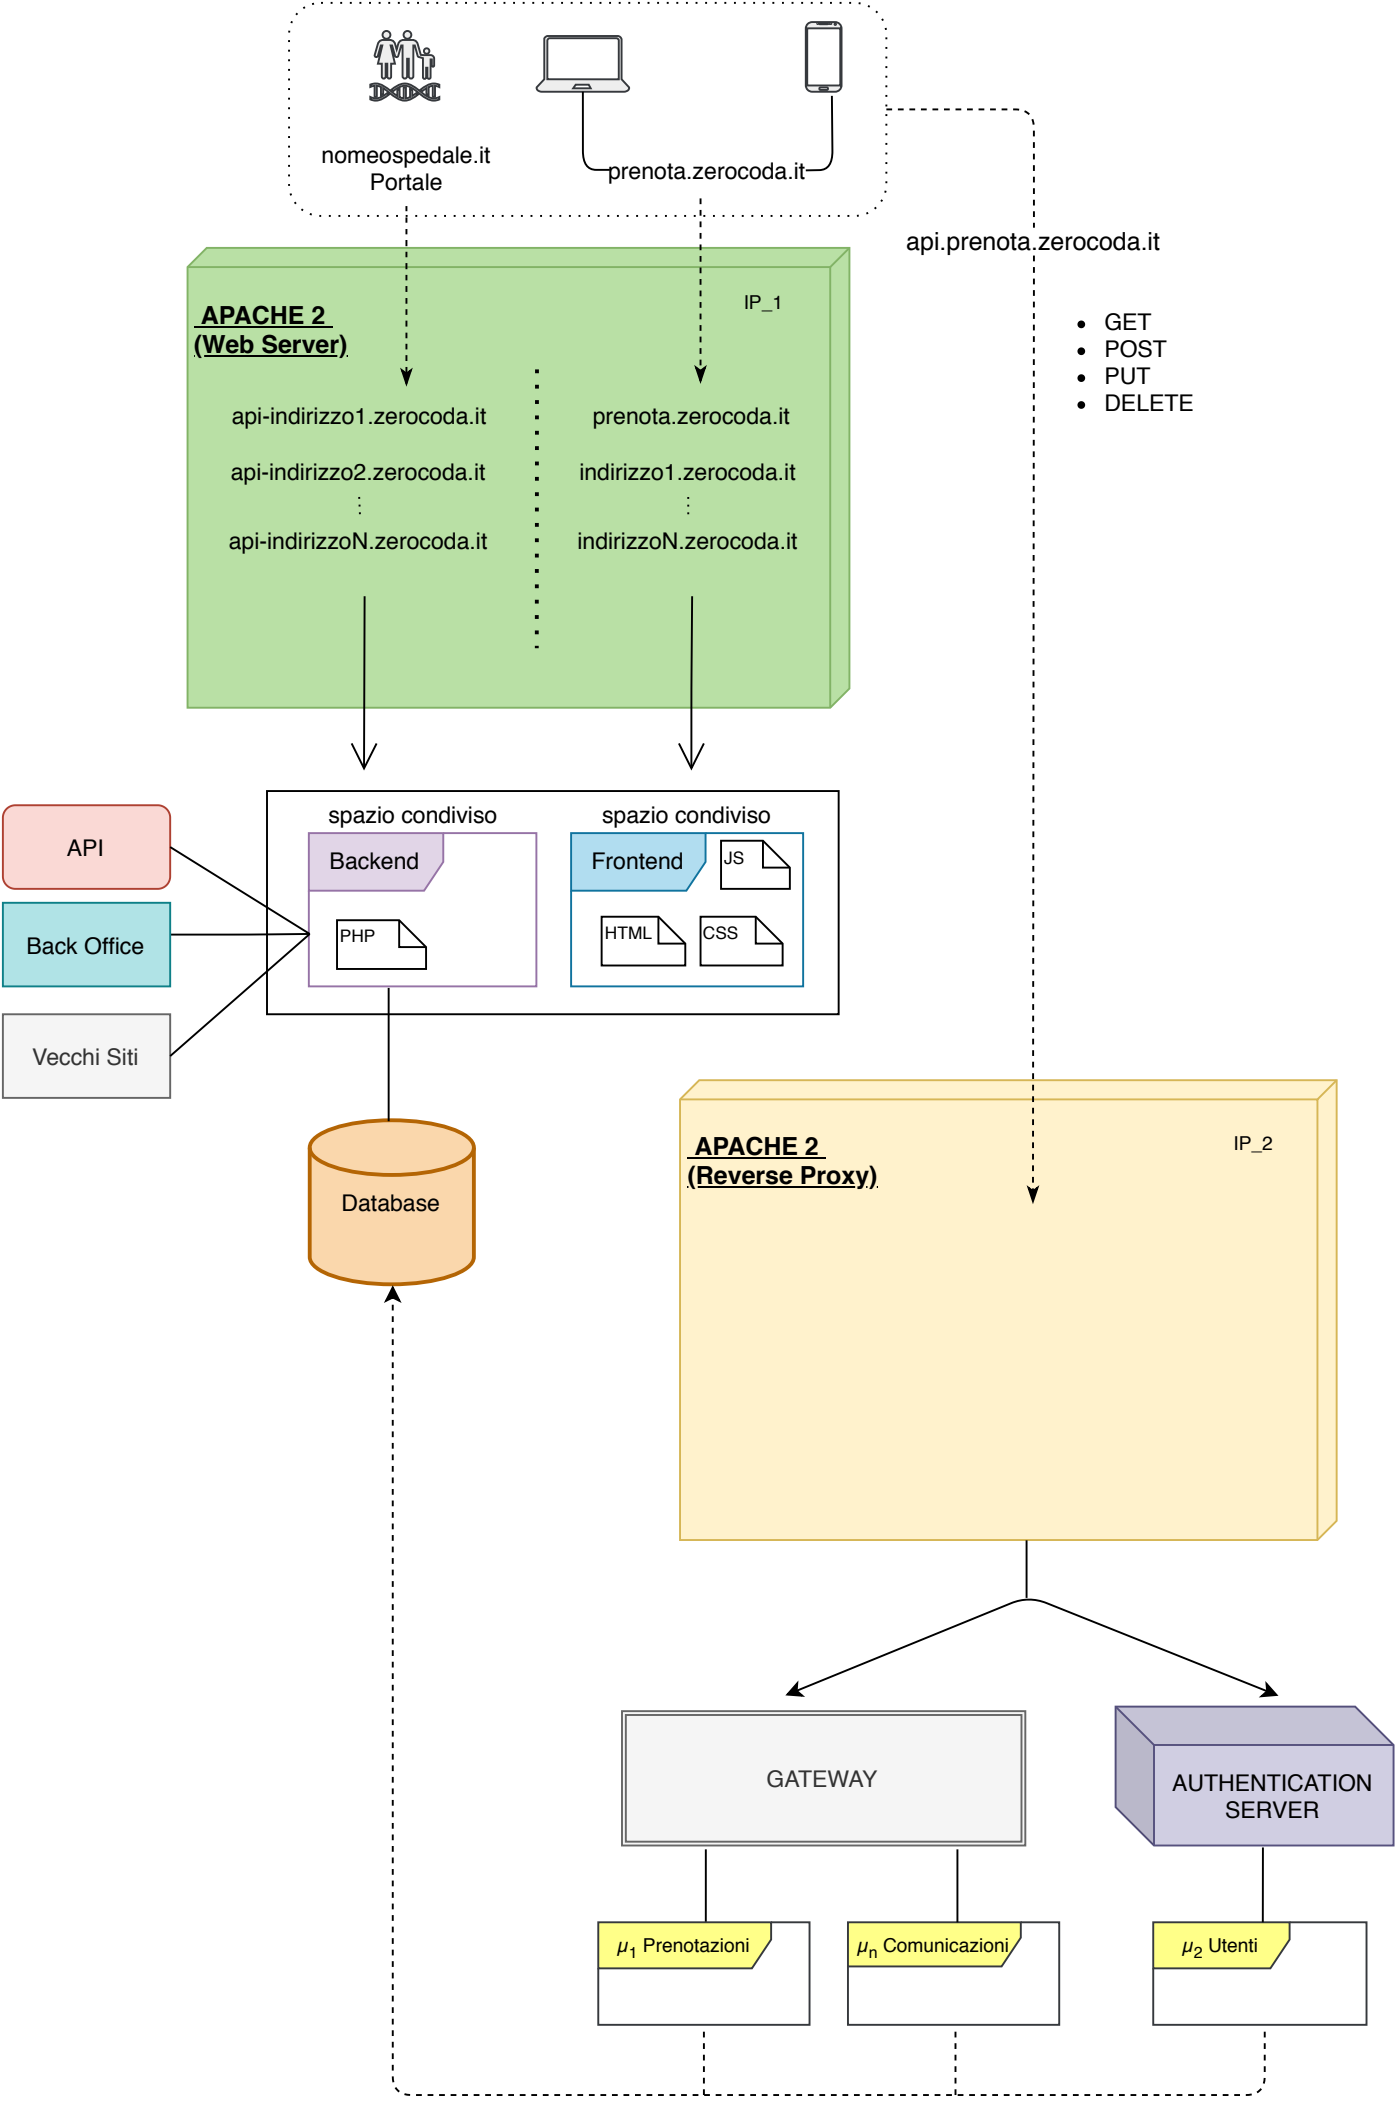 nomeospedale.it
Portale
prenota.zerocoda.it
api.prenota.zerocoda.it
• GET
• POST
• PUT
• DELETE
APACHE 2
(Web Server)
IP_1
api-indirizzo1.zerocoda.it
api-indirizzo2.zerocoda.it
⋮
api-indirizzoN.zerocoda.it
prenota.zerocoda.it
indirizzo1.zerocoda.it
⋮
indirizzoN.zerocoda.it
API
Back Office
Vecchi Siti
spazio condiviso
Backend
PHP
spazio condiviso
Frontend
JS
HTML
CSS
Database
APACHE 2
(Reverse Proxy)
IP_2
GATEWAY
AUTHENTICATION
SERVER
μ₁ Prenotazioni
μₙ Comunicazioni
μ₂ Utenti